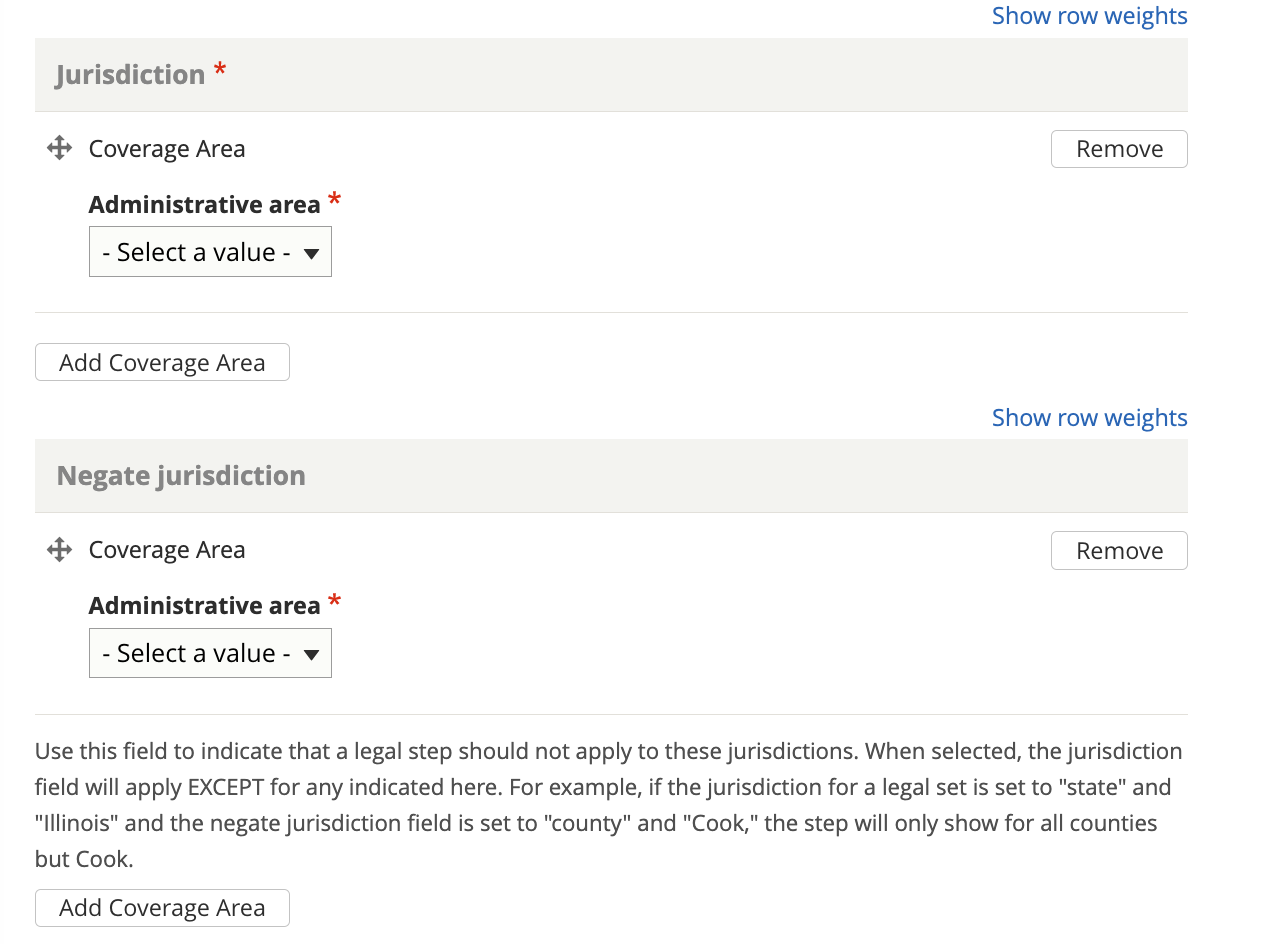 Show row weights
Jurisdiction *
Coverage Area
Remove
Administrative area *
- Select a value -
Add Coverage Area
Show row weights
Negate jurisdiction
Coverage Area
Remove
Administrative area *
- Select a value -
Use this field to indicate that a legal step should not apply to these jurisdictions. When selected, the jurisdiction
field will apply EXCEPT for any indicated here. For example, if the jurisdiction for a legal set is set to "state" and
"Illinois" and the negate jurisdiction field is set to "county" and "Cook," the step will only show for all counties
but Cook.
Add Coverage Area